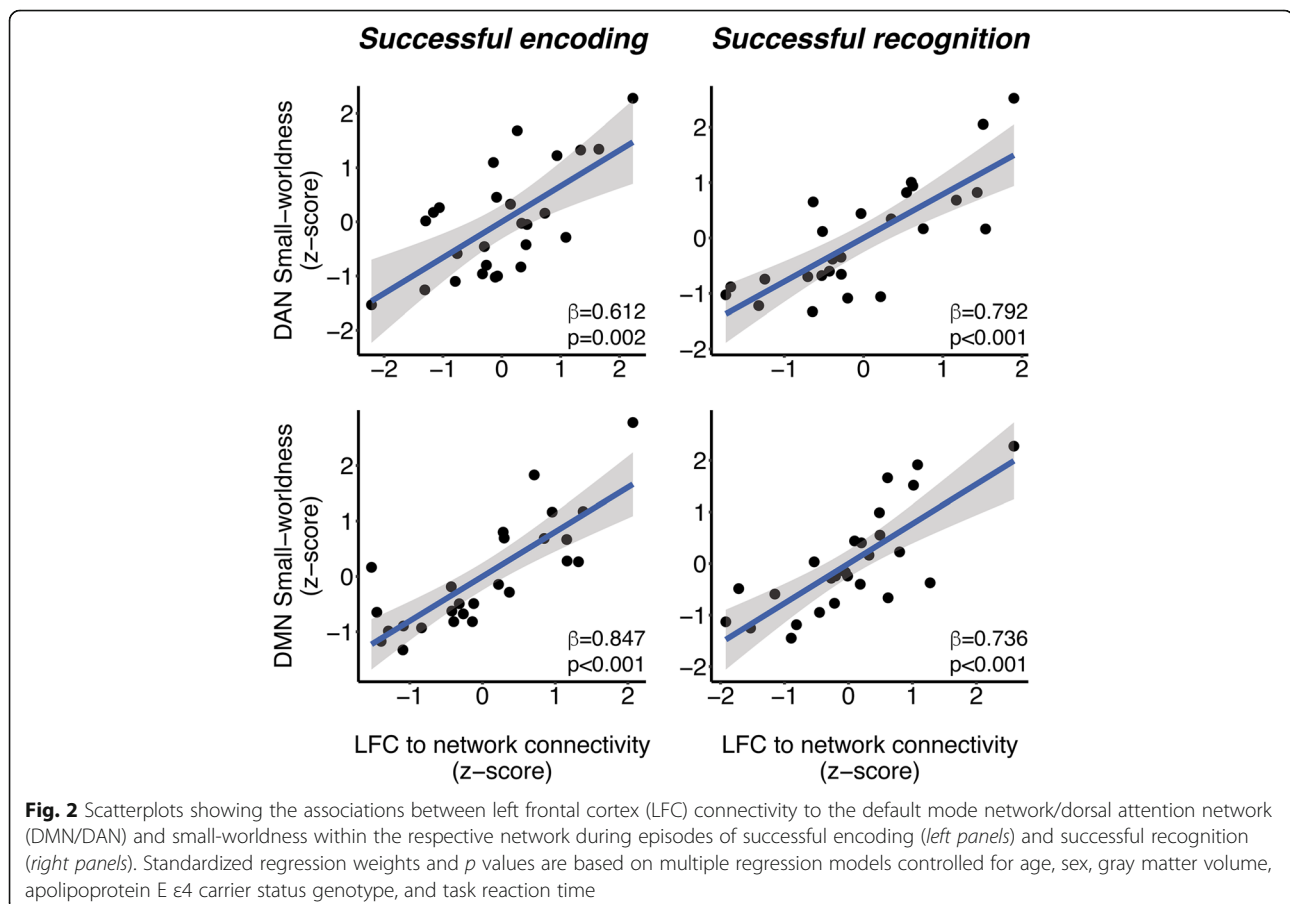 Successful encoding
Successful recognition
DAN Small-worldness
(z-score)
2
1
0
−1
−2
β=0.612
p=0.002
−2 −1 0 1 2
2
1
0
−1
−2
β=0.792
p<0.001
−1 0 1 2
DMN Small-worldness
(z-score)
2
1
0
−1
β=0.847
p<0.001
−1 0 1 2
LFC to network connectivity
(z-score)
2
1
0
−1
−2
β=0.736
p<0.001
−2 −1 0 1 2
LFC to network connectivity
(z-score)
Fig. 2 Scatterplots showing the associations between left frontal cortex (LFC) connectivity to the default mode network/dorsal attention network
(DMN/DAN) and small-worldness within the respective network during episodes of successful encoding (left panels) and successful recognition
(right panels). Standardized regression weights and p values are based on multiple regression models controlled for age, sex, gray matter volume,
apolipoprotein E ε4 carrier status genotype, and task reaction time